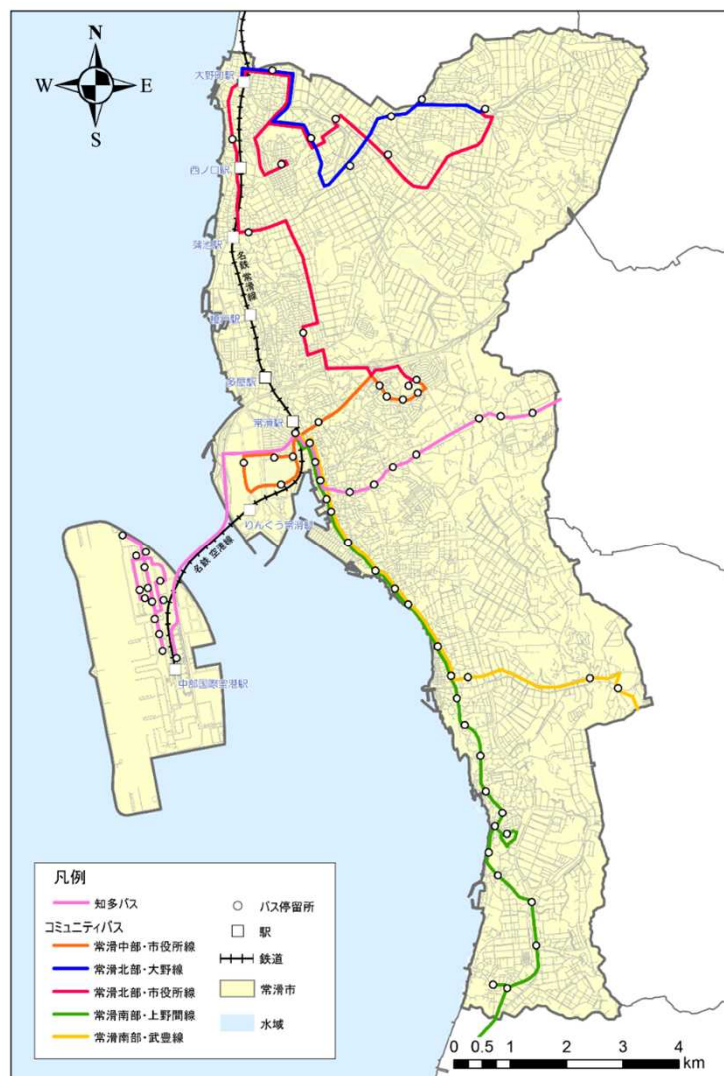 N
W
E
S
大野町駅
西ノ口駅
蒲池駅
名鉄 常滑線
榎戸駅
多屋駅
常滑駅
りんくう常滑駅
名鉄 空港線
中部国際空港駅
凡例
知多バス
コミュニティバス
常滑中部・市役所線
常滑北部・大野線
常滑北部・市役所線
常滑南部・上野間線
常滑南部・武豊線
バス停留所
駅
鉄道
常滑市
水域
0 0.5 1 2 3 4
km